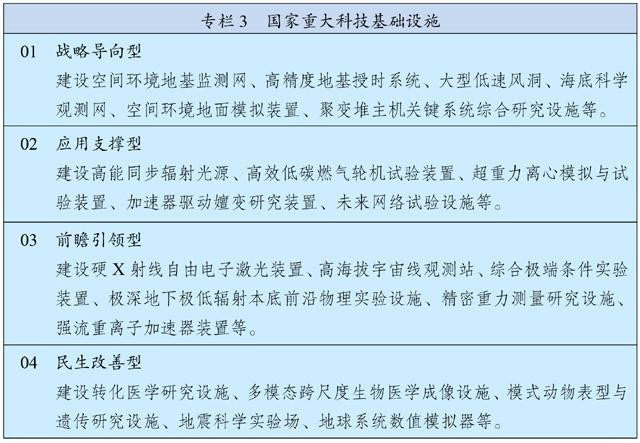 专栏 3 国家重大科技基础设施
01 战略导向型
建设空间环境地基监测网、高精度地基授时系统、大型低速风洞、海底科学
观测网、空间环境地面模拟装置、聚变堆主机关键系统综合研究设施等。
02 应用支撑型
建设高能同步辐射光源、高效低碳燃气轮机试验装置、超重力离心模拟与试
验装置、加速器驱动嬗变研究装置、未来网络试验设施等。
03 前瞻引领型
建设硬 X 射线自由电子激光装置、高海拔宇宙线观测站、综合极端条件实验
装置、极深地下极低辐射本底前沿物理实验设施、精密重力测量研究设施、
强流重离子加速器装置等。
04 民生改善型
建设转化医学研究设施、多模态跨尺度生物医学成像设施、模式动物表型与
遗传研究设施、地震科学实验场、地球系统数值模拟器等。